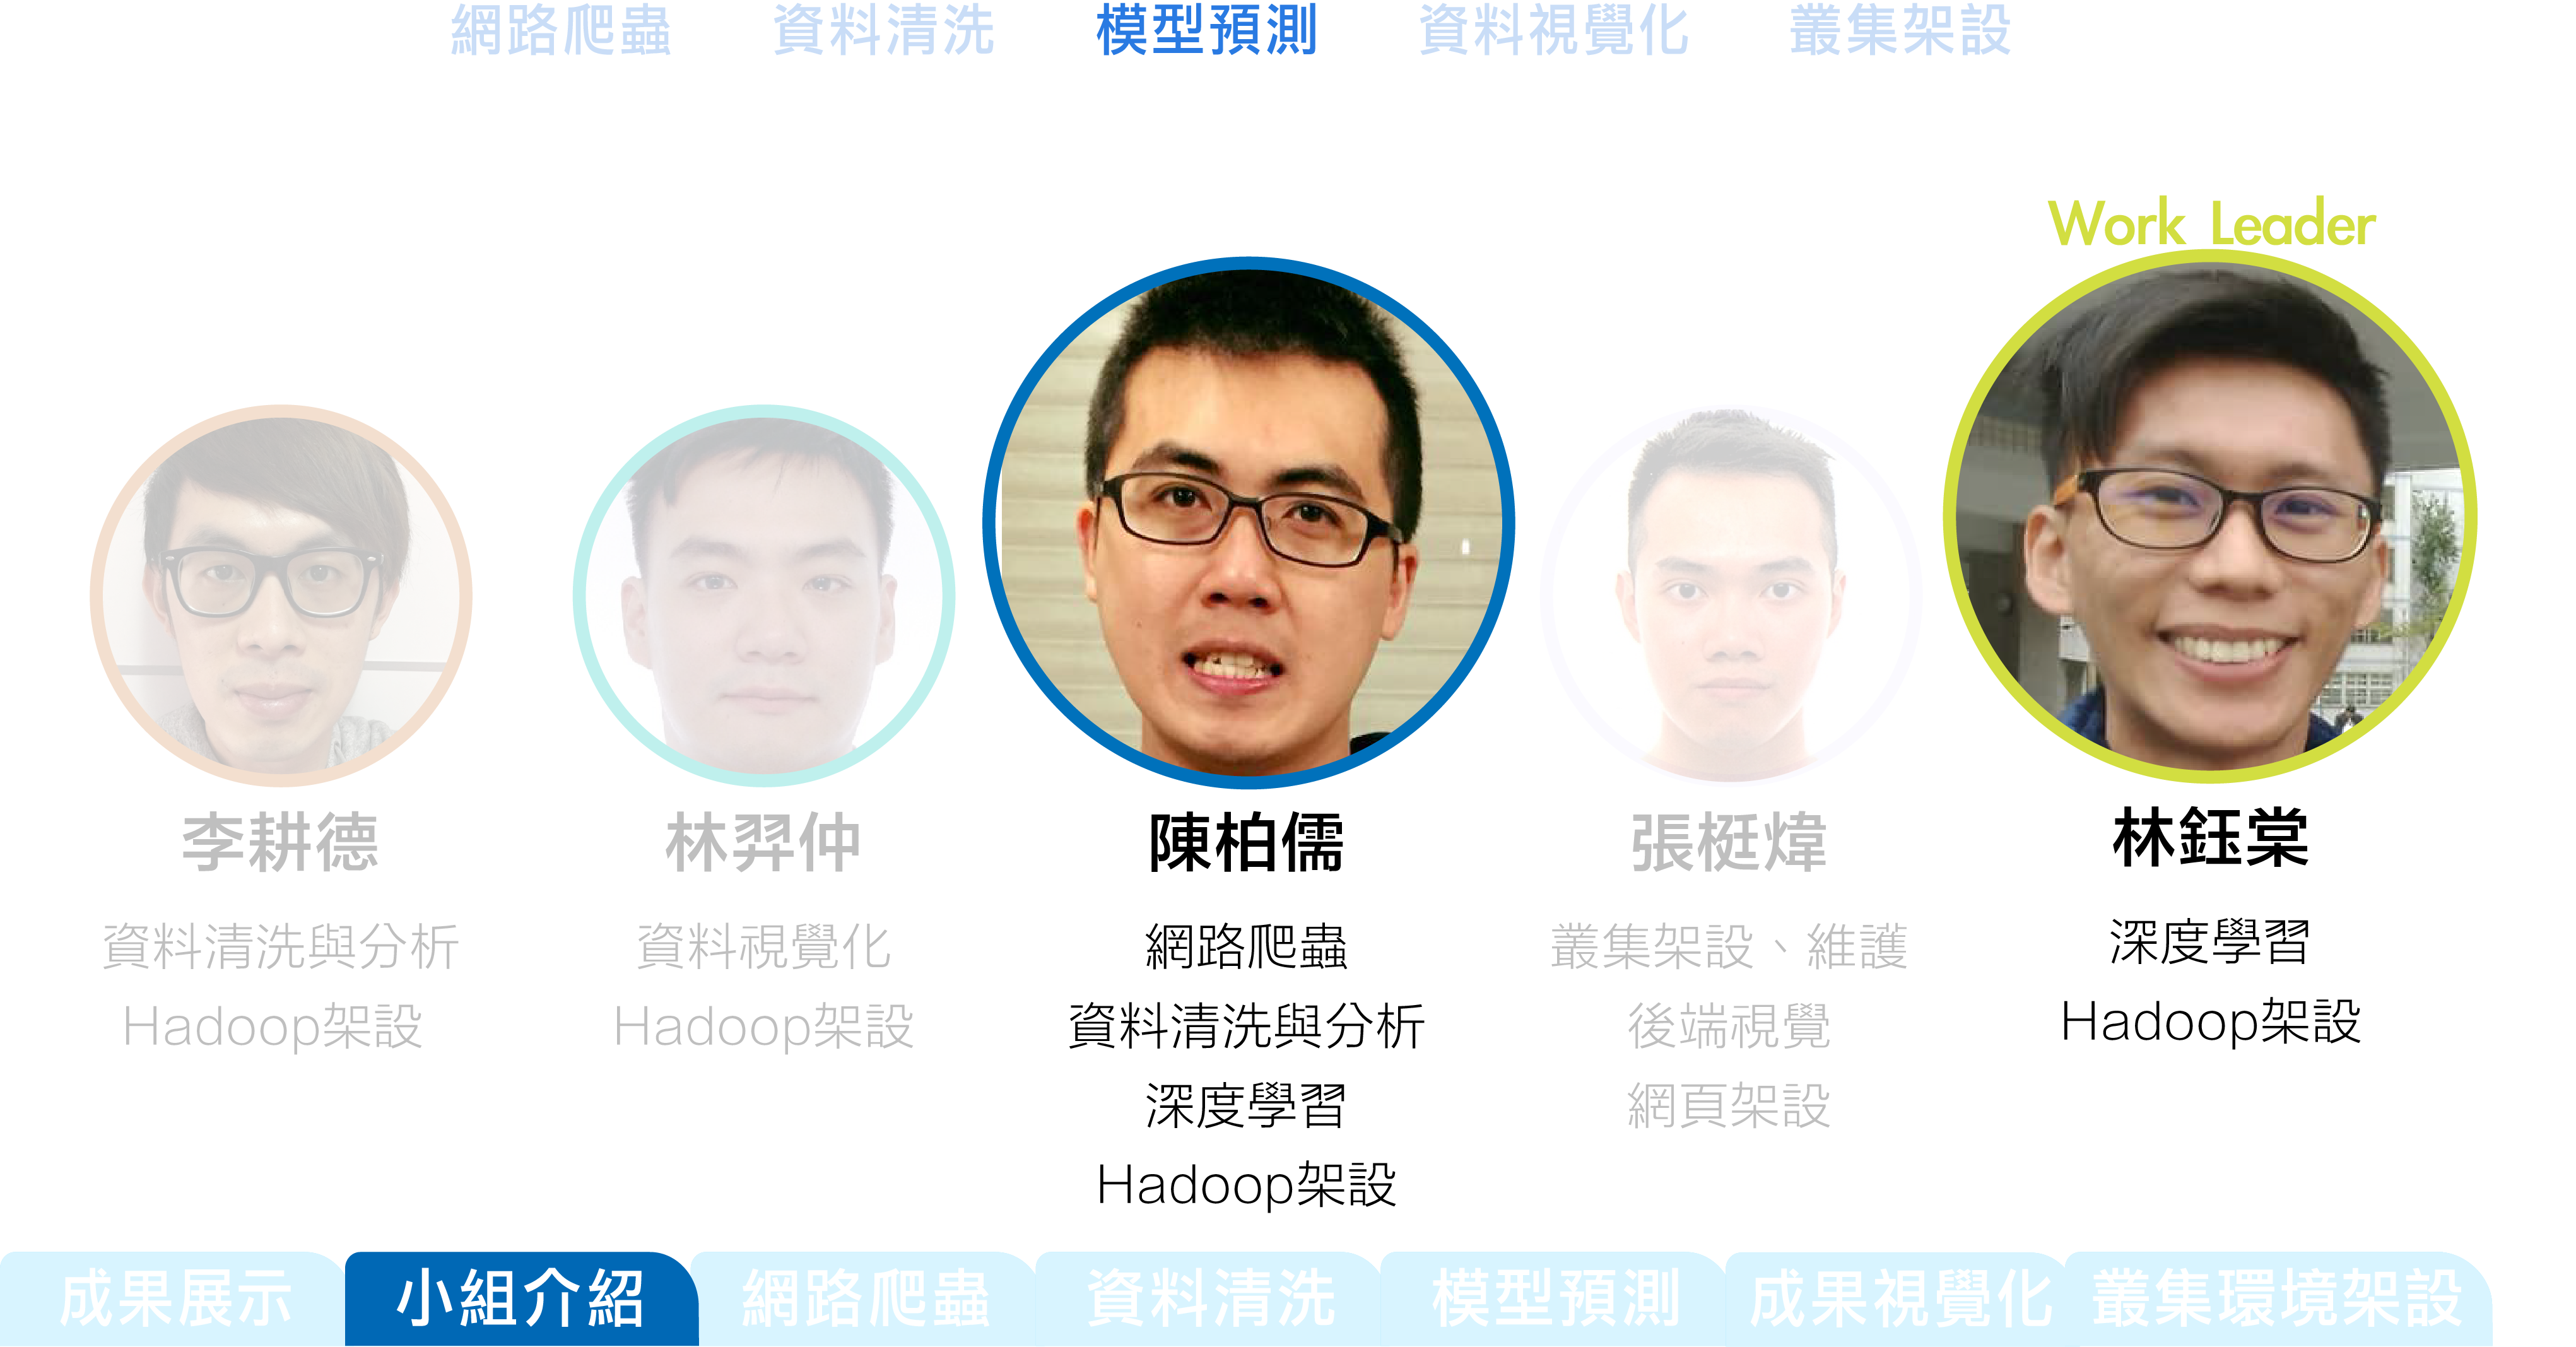 網路爬蟲 資料清洗 模型預測 資料視覺化 叢集架設
Work Leader
李耕德 林羿仲 陳柏儒 張梃煒 林鈺棠
資料清洗與分析 資料視覺化 網路爬蟲 叢集架設、維護 深度學習
Hadoop架設 Hadoop架設 資料清洗與分析 後端視覺 Hadoop架設
深度學習 網頁架設
Hadoop架設
成果展示 小組介紹 網路爬蟲 資料清洗 模型預測 成果視覺化 叢集環境架設